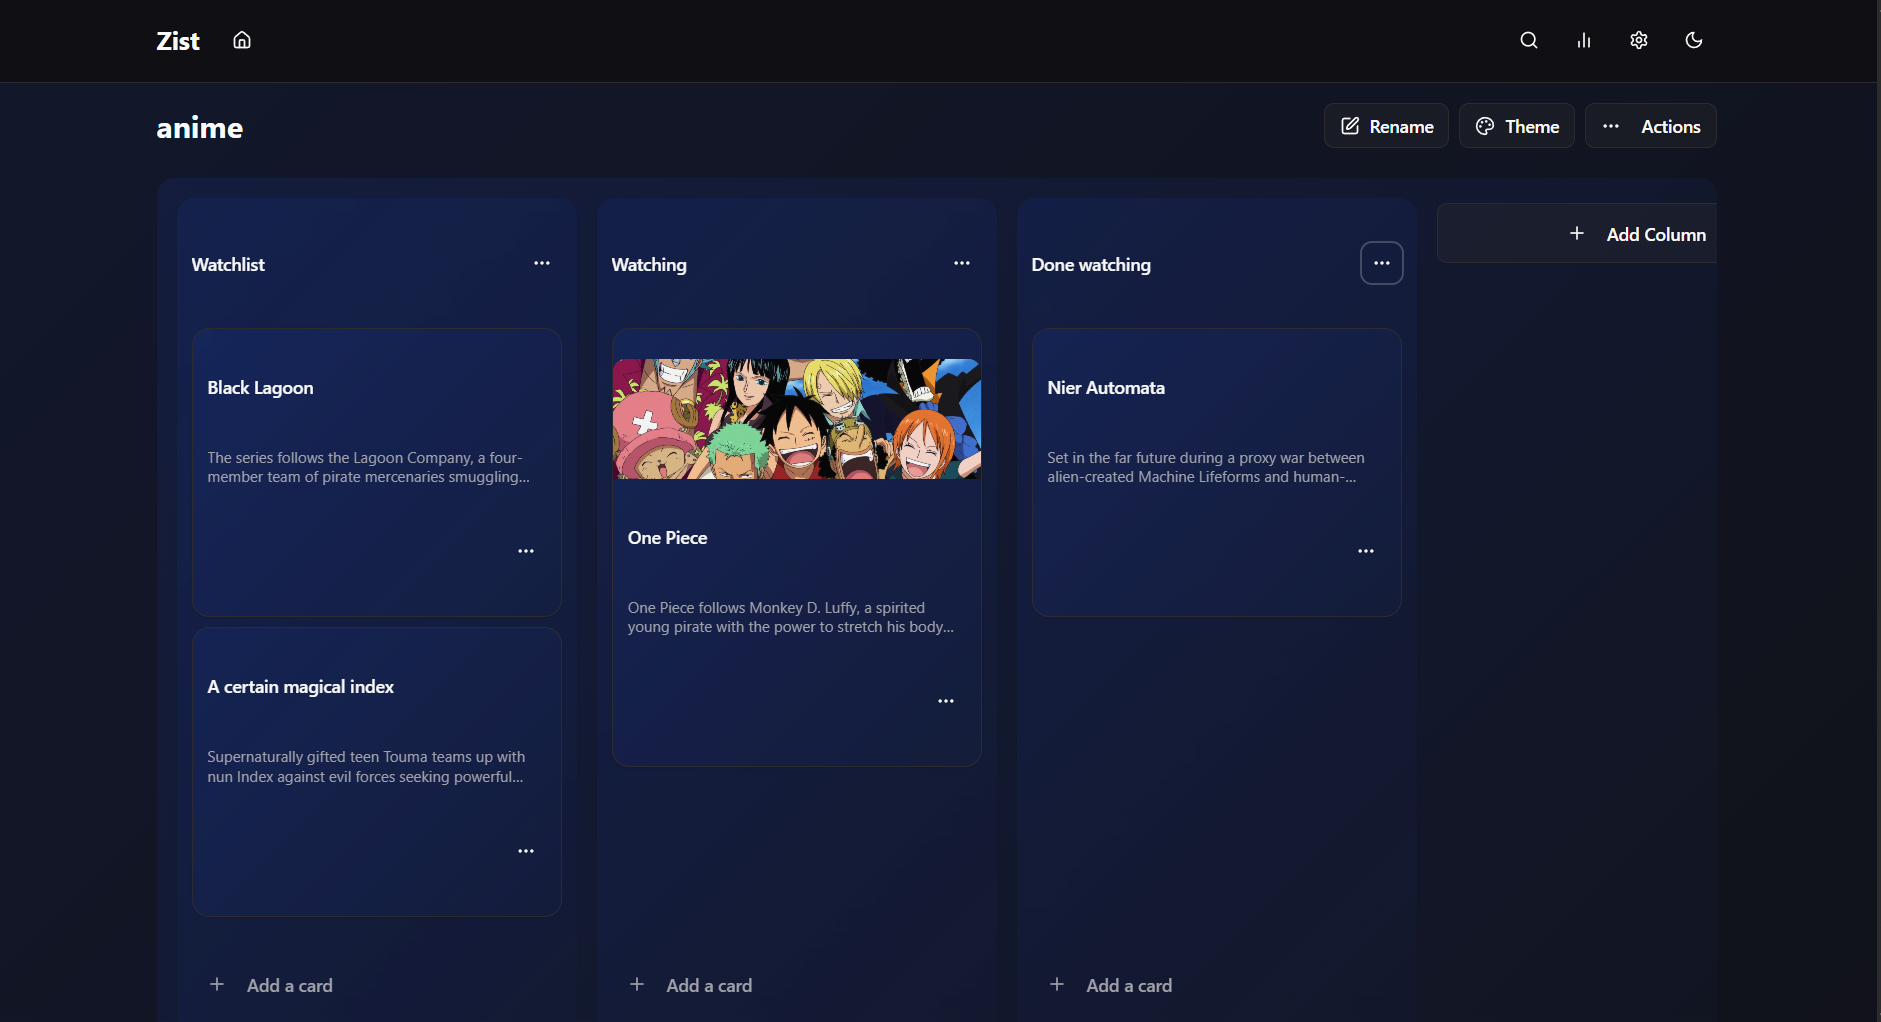 Zist
anime
Rename
Theme
Actions
Watchlist
Black Lagoon
The series follows the Lagoon Company, a four-
member team of pirate mercenaries smuggling...
A certain magical index
Supernaturally gifted teen Touma teams up with
nun Index against evil forces seeking powerful...
Add a card
Watching
One Piece
One Piece follows Monkey D. Luffy, a spirited
young pirate with the power to stretch his body...
Add a card
Done watching
Nier Automata
Set in the far future during a proxy war between
alien-created Machine Lifeforms and human-...
Add a card
Add Column